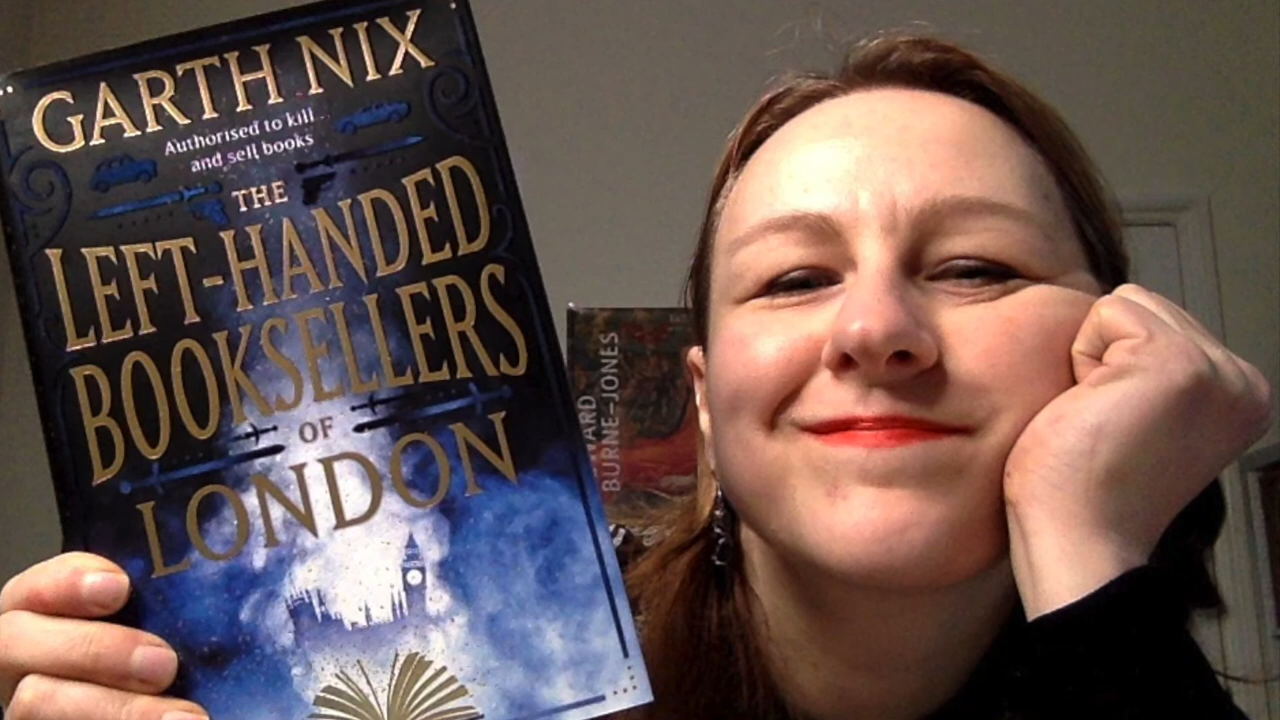 GARTH NIX
Authorised to kill
and sell books
THE
LEFT-HANDED
BOOKSELLERS
OF
LONDON
BURNE-JONES